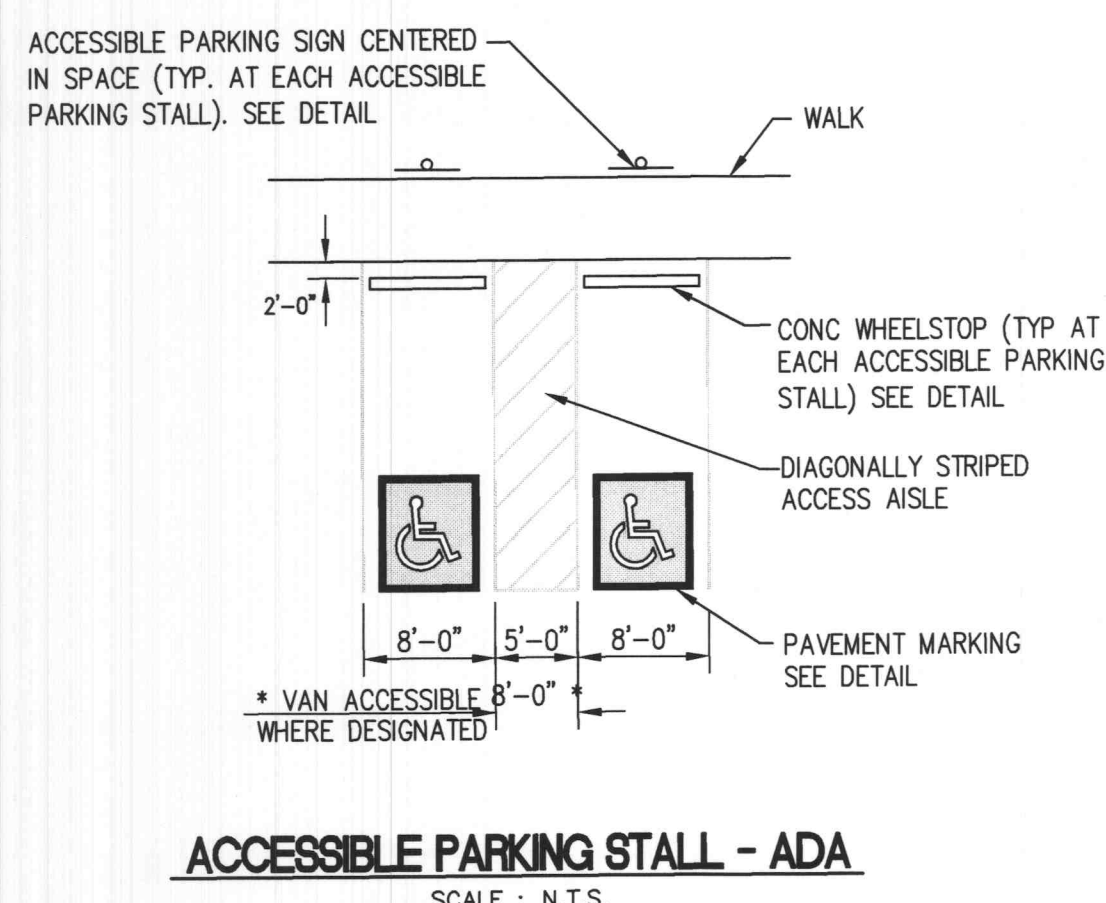 ACCESSIBLE PARKING SIGN CENTERED
IN SPACE (TYP. AT EACH ACCESSIBLE
PARKING STALL). SEE DETAIL
WALK
2'-0"
CONC WHEELSTOP (TYP AT
EACH ACCESSIBLE PARKING
STALL) SEE DETAIL
DIAGONALLY STRIPED
ACCESS AISLE
8'-0" 5'-0" 8'-0"
PAVEMENT MARKING
SEE DETAIL
* VAN ACCESSIBLE 8'-0" *
WHERE DESIGNATED
ACCESSIBLE PARKING STALL - ADA
SCALE : N.T.S.